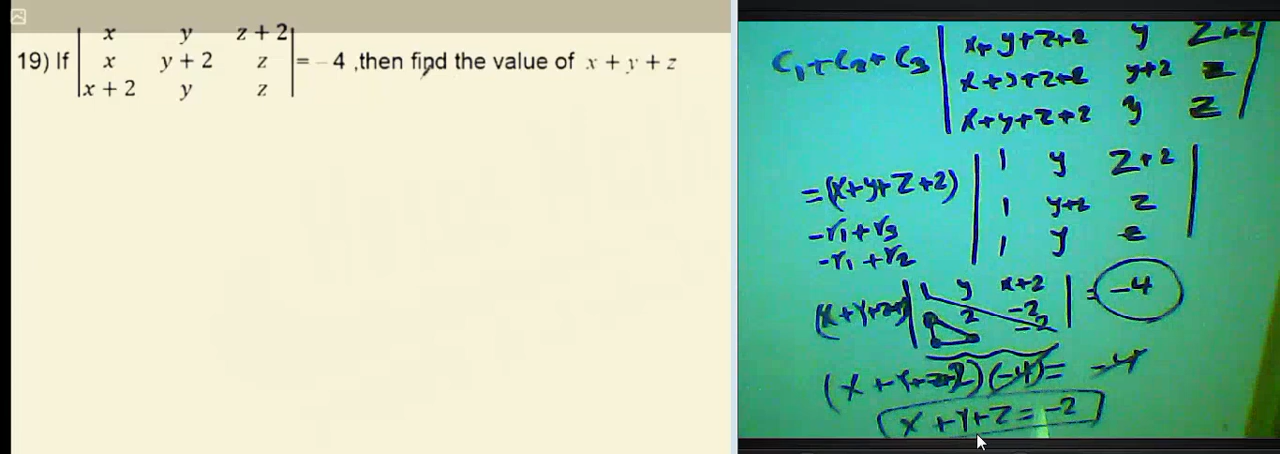 19) If | x y z + 2 | = - 4 ,then find the value of x + y + z
x y + 2 z
x + 2 y z
C₁+C₂+C₃ | x+y+z+2 y z+2 |
x+y+z+2 y+2 z
x+y+z+2 y z
=(x+y+z+2) | 1 y z+2 |
1 y+2 z
1 y z
-r₁+r₃
-r₁+r₂
| 1 y x+2 | = -4
2 -2
-2
(x+y+z+2)(-4)= -4
x+y+z=-2